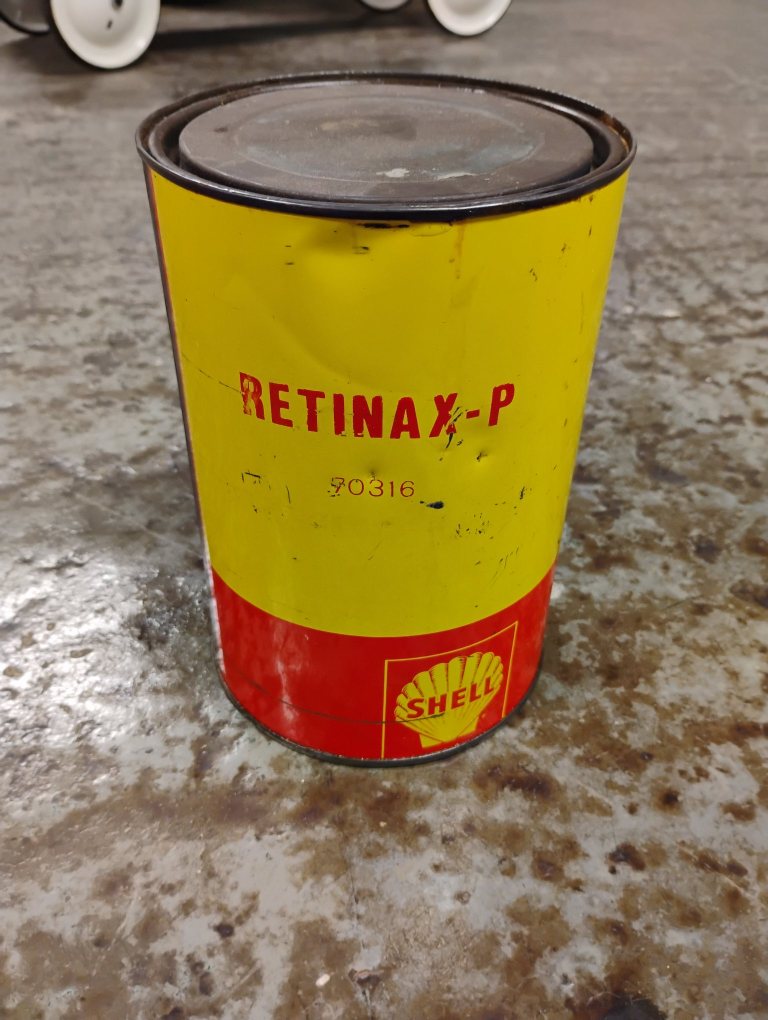 RETINAX-P
70316
SHELL